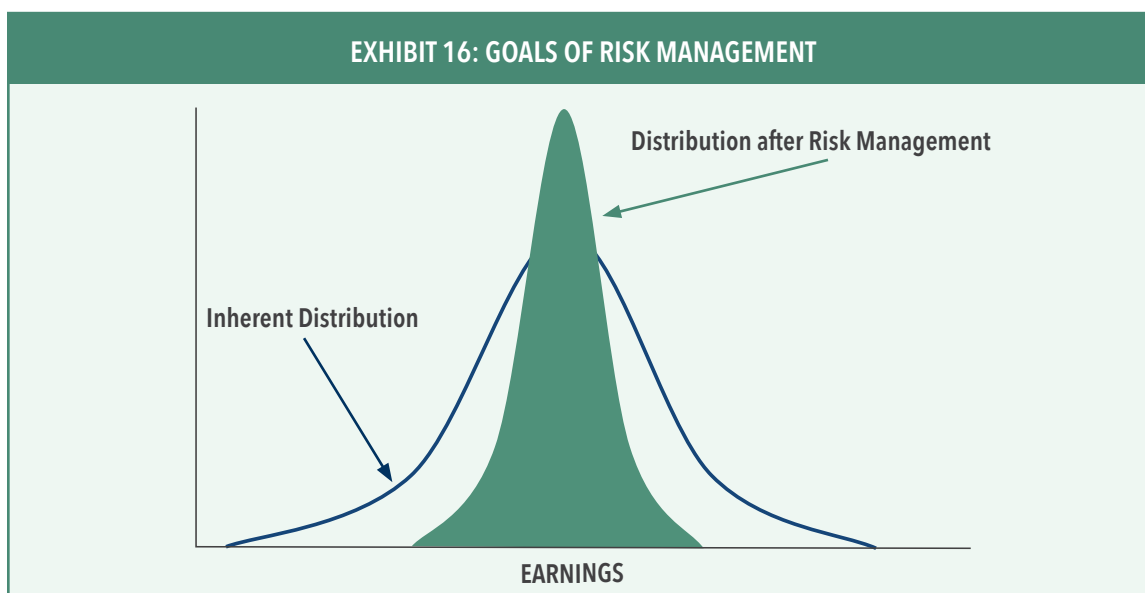 EXHIBIT 16: GOALS OF RISK MANAGEMENT
Distribution after Risk Management
Inherent Distribution
EARNINGS